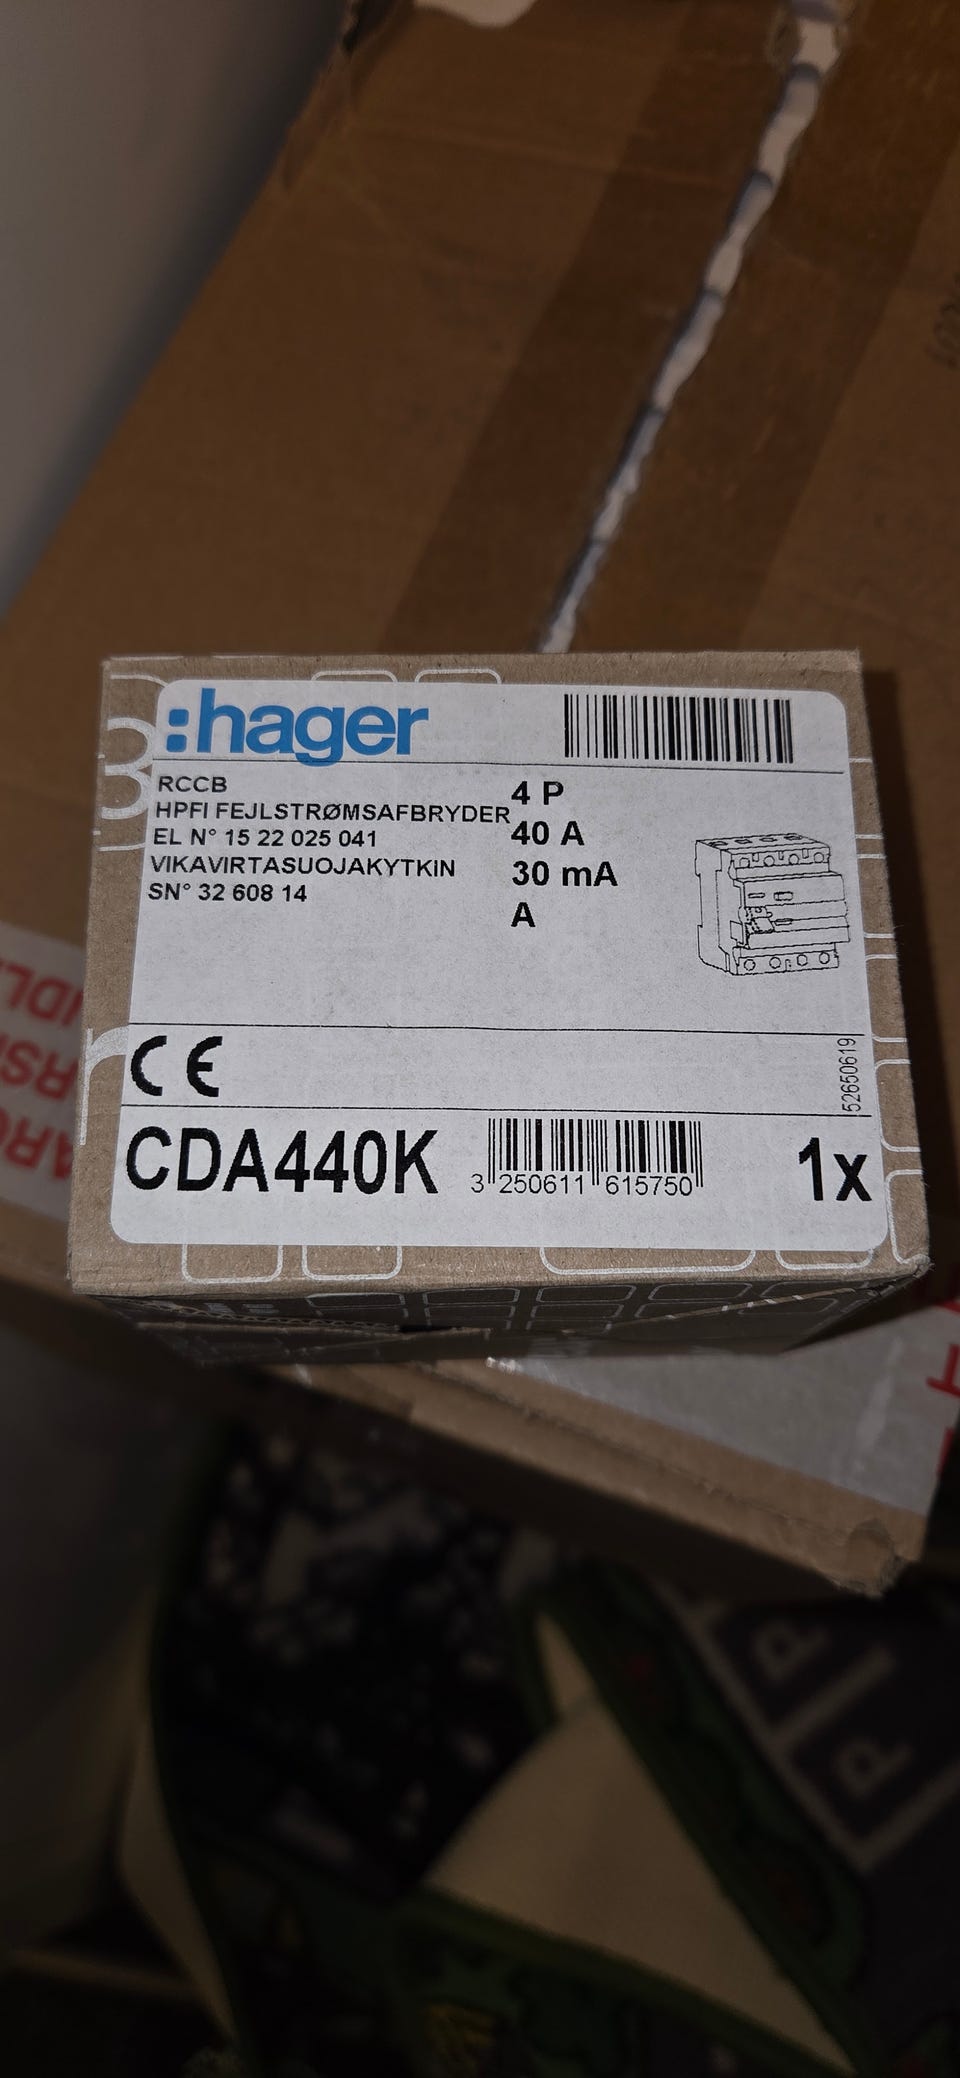 :hager
RCCB
HPFI FEJLSTRØMSAFBRYDER
EL N° 15 22 025 041
VIKAVIRTASUOJAKYTKIN
SN° 32 608 14
4 P
40 A
30 mA
A
52650619
CDA440K
3 250611 615750
1x